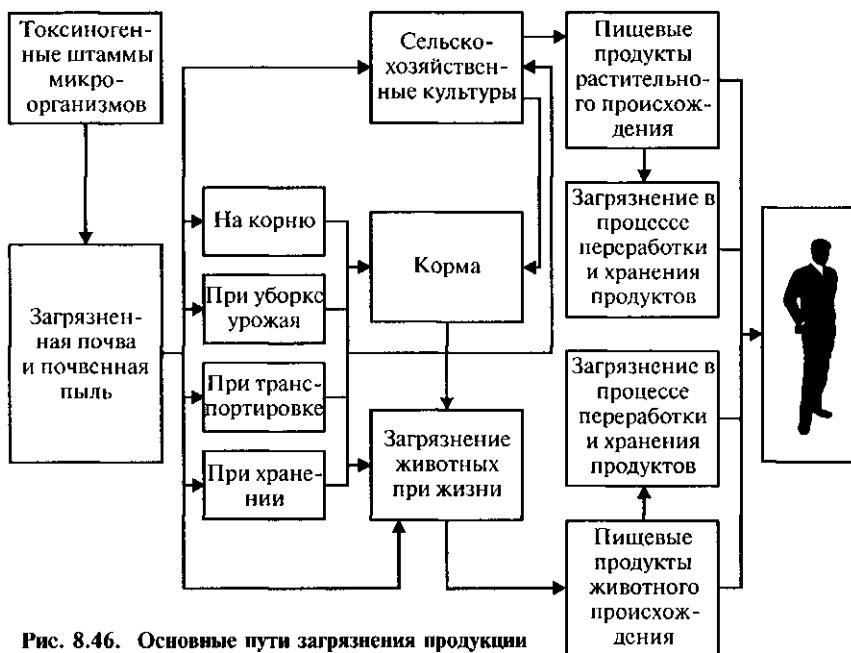 Токсиноген-
ные штаммы
микро-
организмов
Сельско-
хозяйствен-
ные культуры
Пищевые
продукты
растительно-
го происхож-
дения
Загрязнен-
ная почва
и почвенная
пыль
На корню
При уборке
урожая
При транс-
портировке
При хране-
нии
Корма
Загрязнение
животных
при жизни
Загрязнение в
процессе
переработки
и хранения
продуктов
Загрязнение в
процессе
переработки
и хранения
продуктов
Пищевые
продукты
животного
происхож-
дения
Рис. 8.46. Основные пути загрязнения продукции